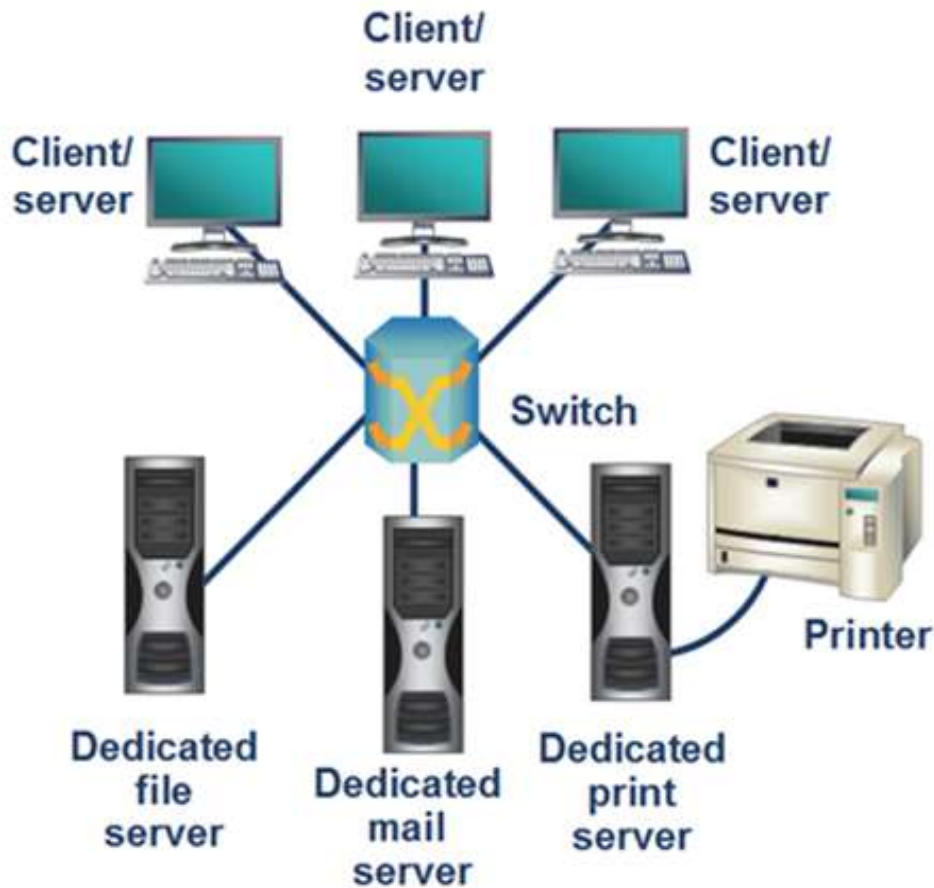 Client/
server
Client/
server
Client/
server
Switch
Printer
Dedicated
file
server
Dedicated
mail
server
Dedicated
print
server